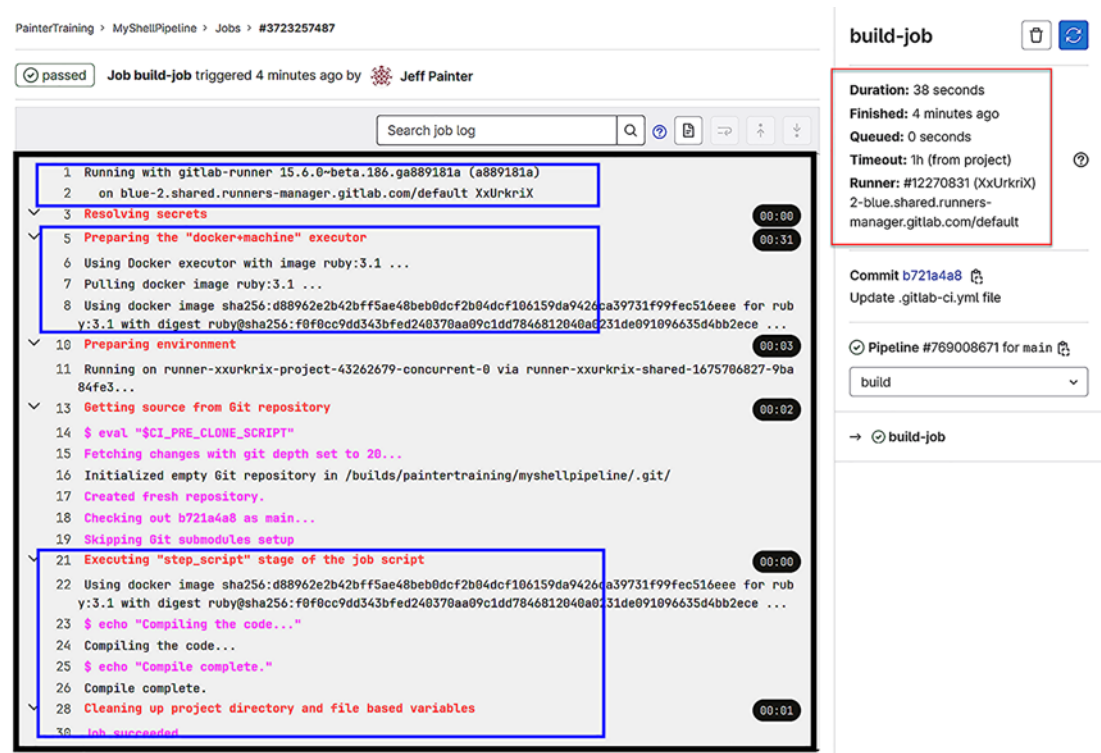 PainterTraining > MyShellPipeline > Jobs > #3723257487
passed Job build-job triggered 4 minutes ago by Jeff Painter
Search job log
1 Running with gitlab-runner 15.6.0~beta.186.ga889181a (a889181a)
2 on blue-2.shared.runners-manager.gitlab.com/default XxUrkriX
3 Resolving secrets 00:00
5 Preparing the "docker+machine" executor 00:31
6 Using Docker executor with image ruby:3.1 ...
7 Pulling docker image ruby:3.1 ...
8 Using docker image sha256:d88962e2b42bff5ae48beb0dcf2b04dcf106159da9426ca39731f99fec516eee for rub
y:3.1 with digest ruby@sha256:f0f0cc9dd343bfed240370aa09c1dd7846812040a0231de091096635d4bb2ece ...
10 Preparing environment 00:03
11 Running on runner-xxurkrix-project-43262679-concurrent-0 via runner-xxurkrix-shared-1675706827-9ba
84fe3...
13 Getting source from Git repository 00:02
14 $ eval "$CI_PRE_CLONE_SCRIPT"
15 Fetching changes with git depth set to 20...
16 Initialized empty Git repository in /builds/paintertraining/myshellpipeline/.git/
17 Created fresh repository.
18 Checking out b721a4a8 as main...
19 Skipping Git submodules setup
21 Executing "step_script" stage of the job script 00:00
22 Using docker image sha256:d88962e2b42bff5ae48beb0dcf2b04dcf106159da9426ca39731f99fec516eee for rub
y:3.1 with digest ruby@sha256:f0f0cc9dd343bfed240370aa09c1dd7846812040a0231de091096635d4bb2ece ...
23 $ echo "Compiling the code..."
24 Compiling the code...
25 $ echo "Compile complete."
26 Compile complete.
28 Cleaning up project directory and file based variables 00:01
30 Job succeeded
build-job
Duration: 38 seconds
Finished: 4 minutes ago
Queued: 0 seconds
Timeout: 1h (from project)
Runner: #12270831 (XxUrkriX)
2-blue.shared.runners-
manager.gitlab.com/default
Commit b721a4a8
Update .gitlab-ci.yml file
Pipeline #769008671 for main
build
→ build-job